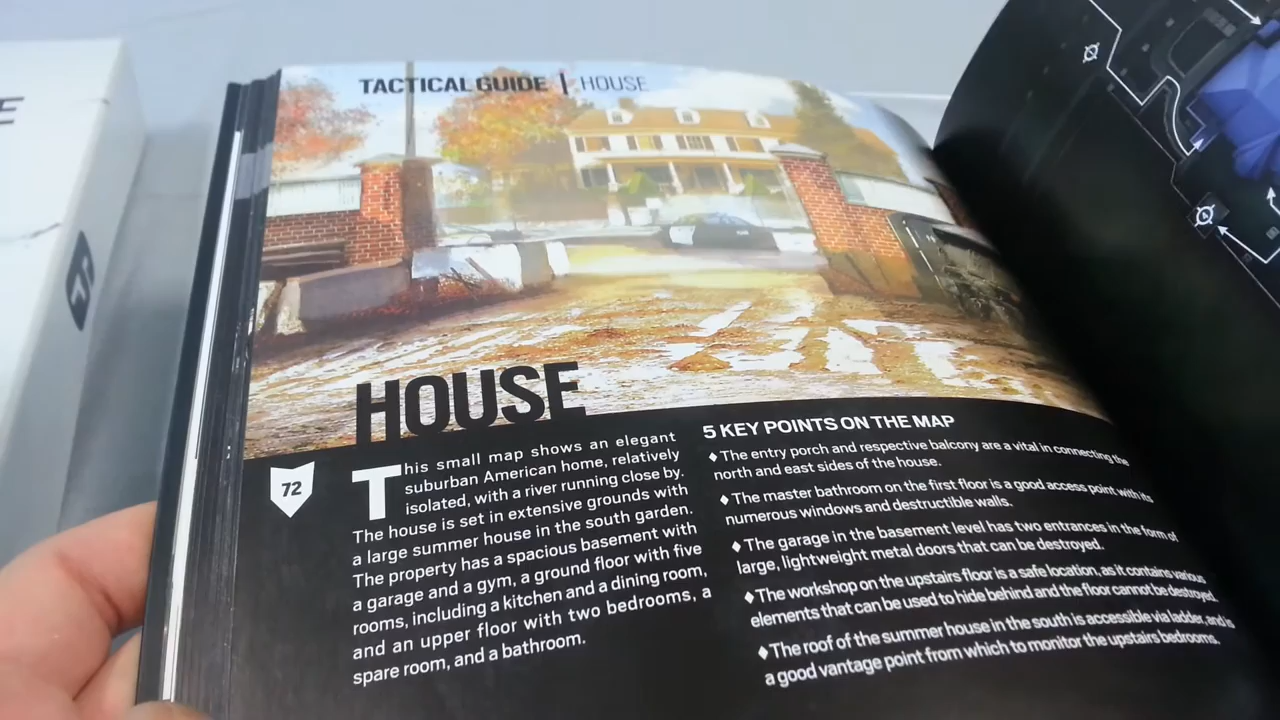 TACTICAL GUIDE | HOUSE
HOUSE
72
This small map shows an elegant
suburban American home, relatively
isolated, with a river running close by.
The house is set in extensive grounds with
a large summer house in the south garden.
The property has a spacious basement with
a garage and a gym, a ground floor with five
rooms, including a kitchen and a dining room,
and an upper floor with two bedrooms, a
spare room, and a bathroom.
5 KEY POINTS ON THE MAP
♦ The entry porch and respective balcony are a vital in connecting the
north and east sides of the house.
♦ The master bathroom on the first floor is a good access point with its
numerous windows and destructible walls.
♦ The garage in the basement level has two entrances in the form of
large, lightweight metal doors that can be destroyed.
♦ The workshop on the upstairs floor is a safe location, as it contains various
elements that can be used to hide behind and the floor cannot be destroyed.
♦ The roof of the summer house in the south is accessible via ladder, and is
a good vantage point from which to monitor the upstairs bedrooms.